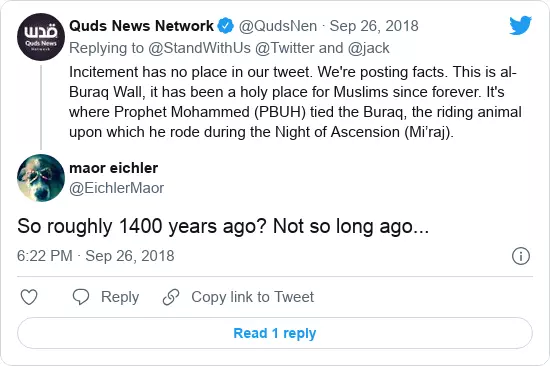 قدس
Quds News
Network
Quds News Network @QudsNen · Sep 26, 2018
Replying to @StandWithUs @Twitter and @jack
Incitement has no place in our tweet. We're posting facts. This is al-
Buraq Wall, it has been a holy place for Muslims since forever. It's
where Prophet Mohammed (PBUH) tied the Buraq, the riding animal
upon which he rode during the Night of Ascension (Mi’raj).
maor eichler
@EichlerMaor
So roughly 1400 years ago? Not so long ago...
6:22 PM · Sep 26, 2018
Reply Copy link to Tweet
Read 1 reply